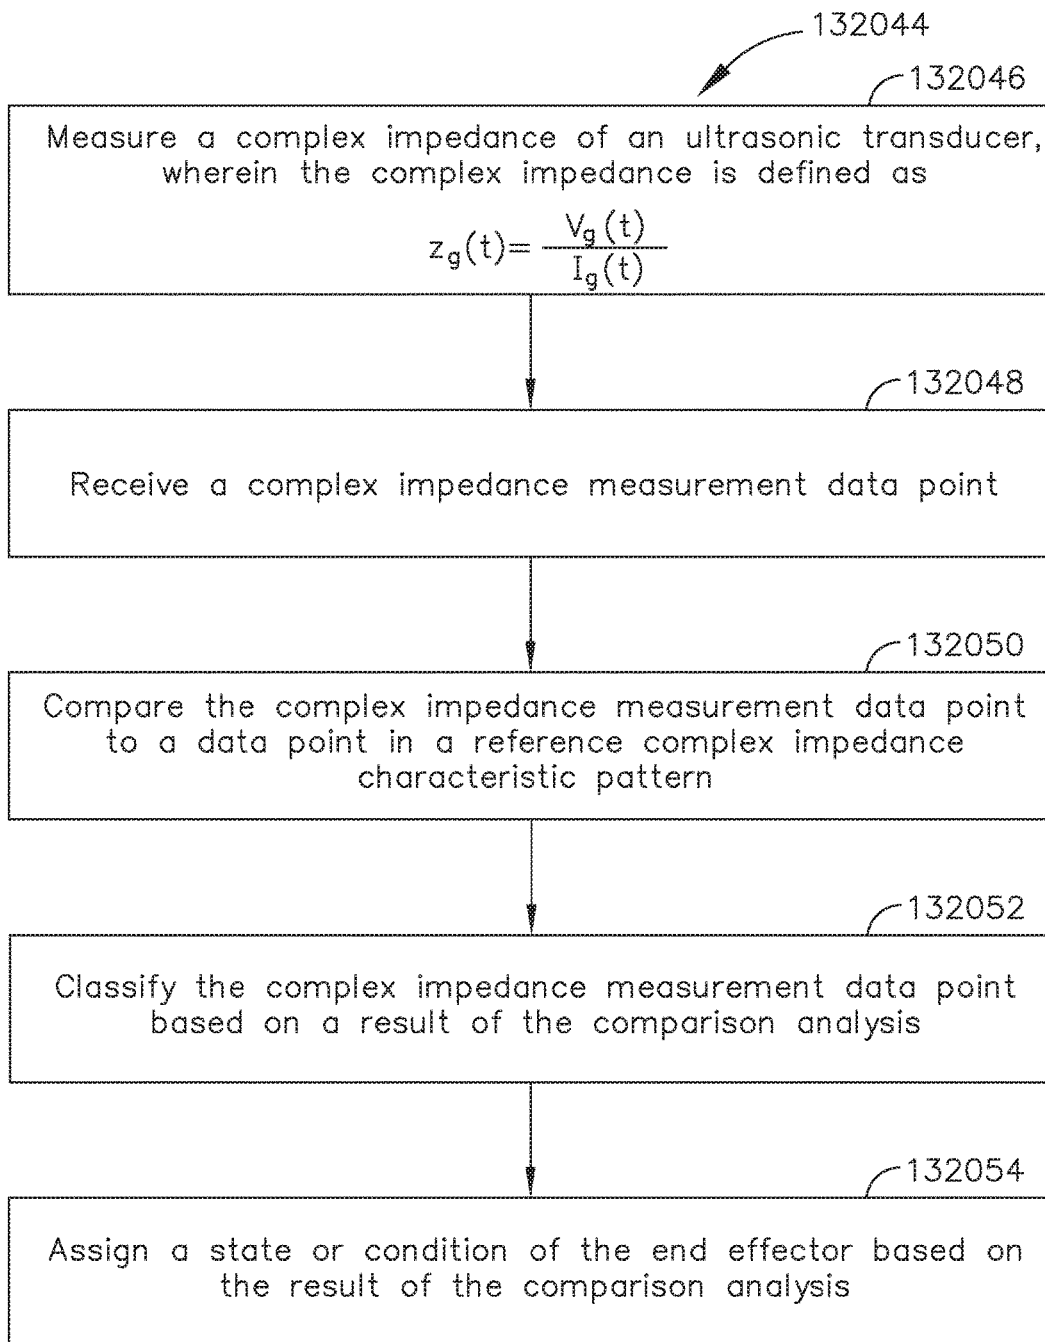 132044
132046
Measure a complex impedance of an ultrasonic transducer,
wherein the complex impedance is defined as
z_g(t)= V_g(t)
I_g(t)
132048
Receive a complex impedance measurement data point
132050
Compare the complex impedance measurement data point
to a data point in a reference complex impedance
characteristic pattern
132052
Classify the complex impedance measurement data point
based on a result of the comparison analysis
132054
Assign a state or condition of the end effector based on
the result of the comparison analysis